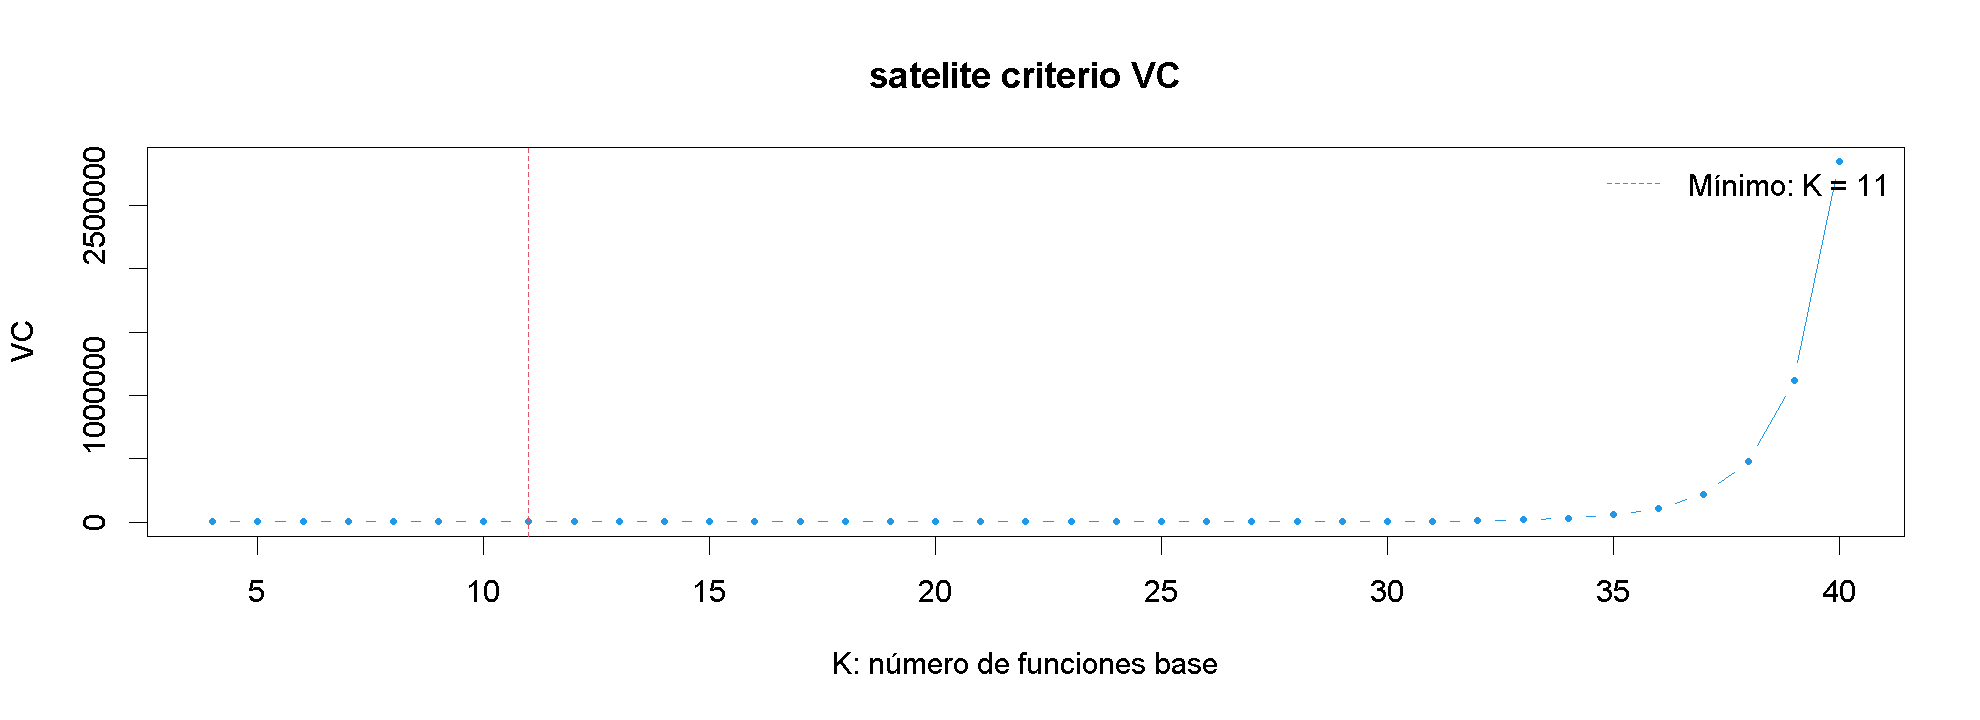 satelite criterio VC
Mínimo: K = 11
VC
0 1000000 2500000
5 10 15 20 25 30 35 40
K: número de funciones base